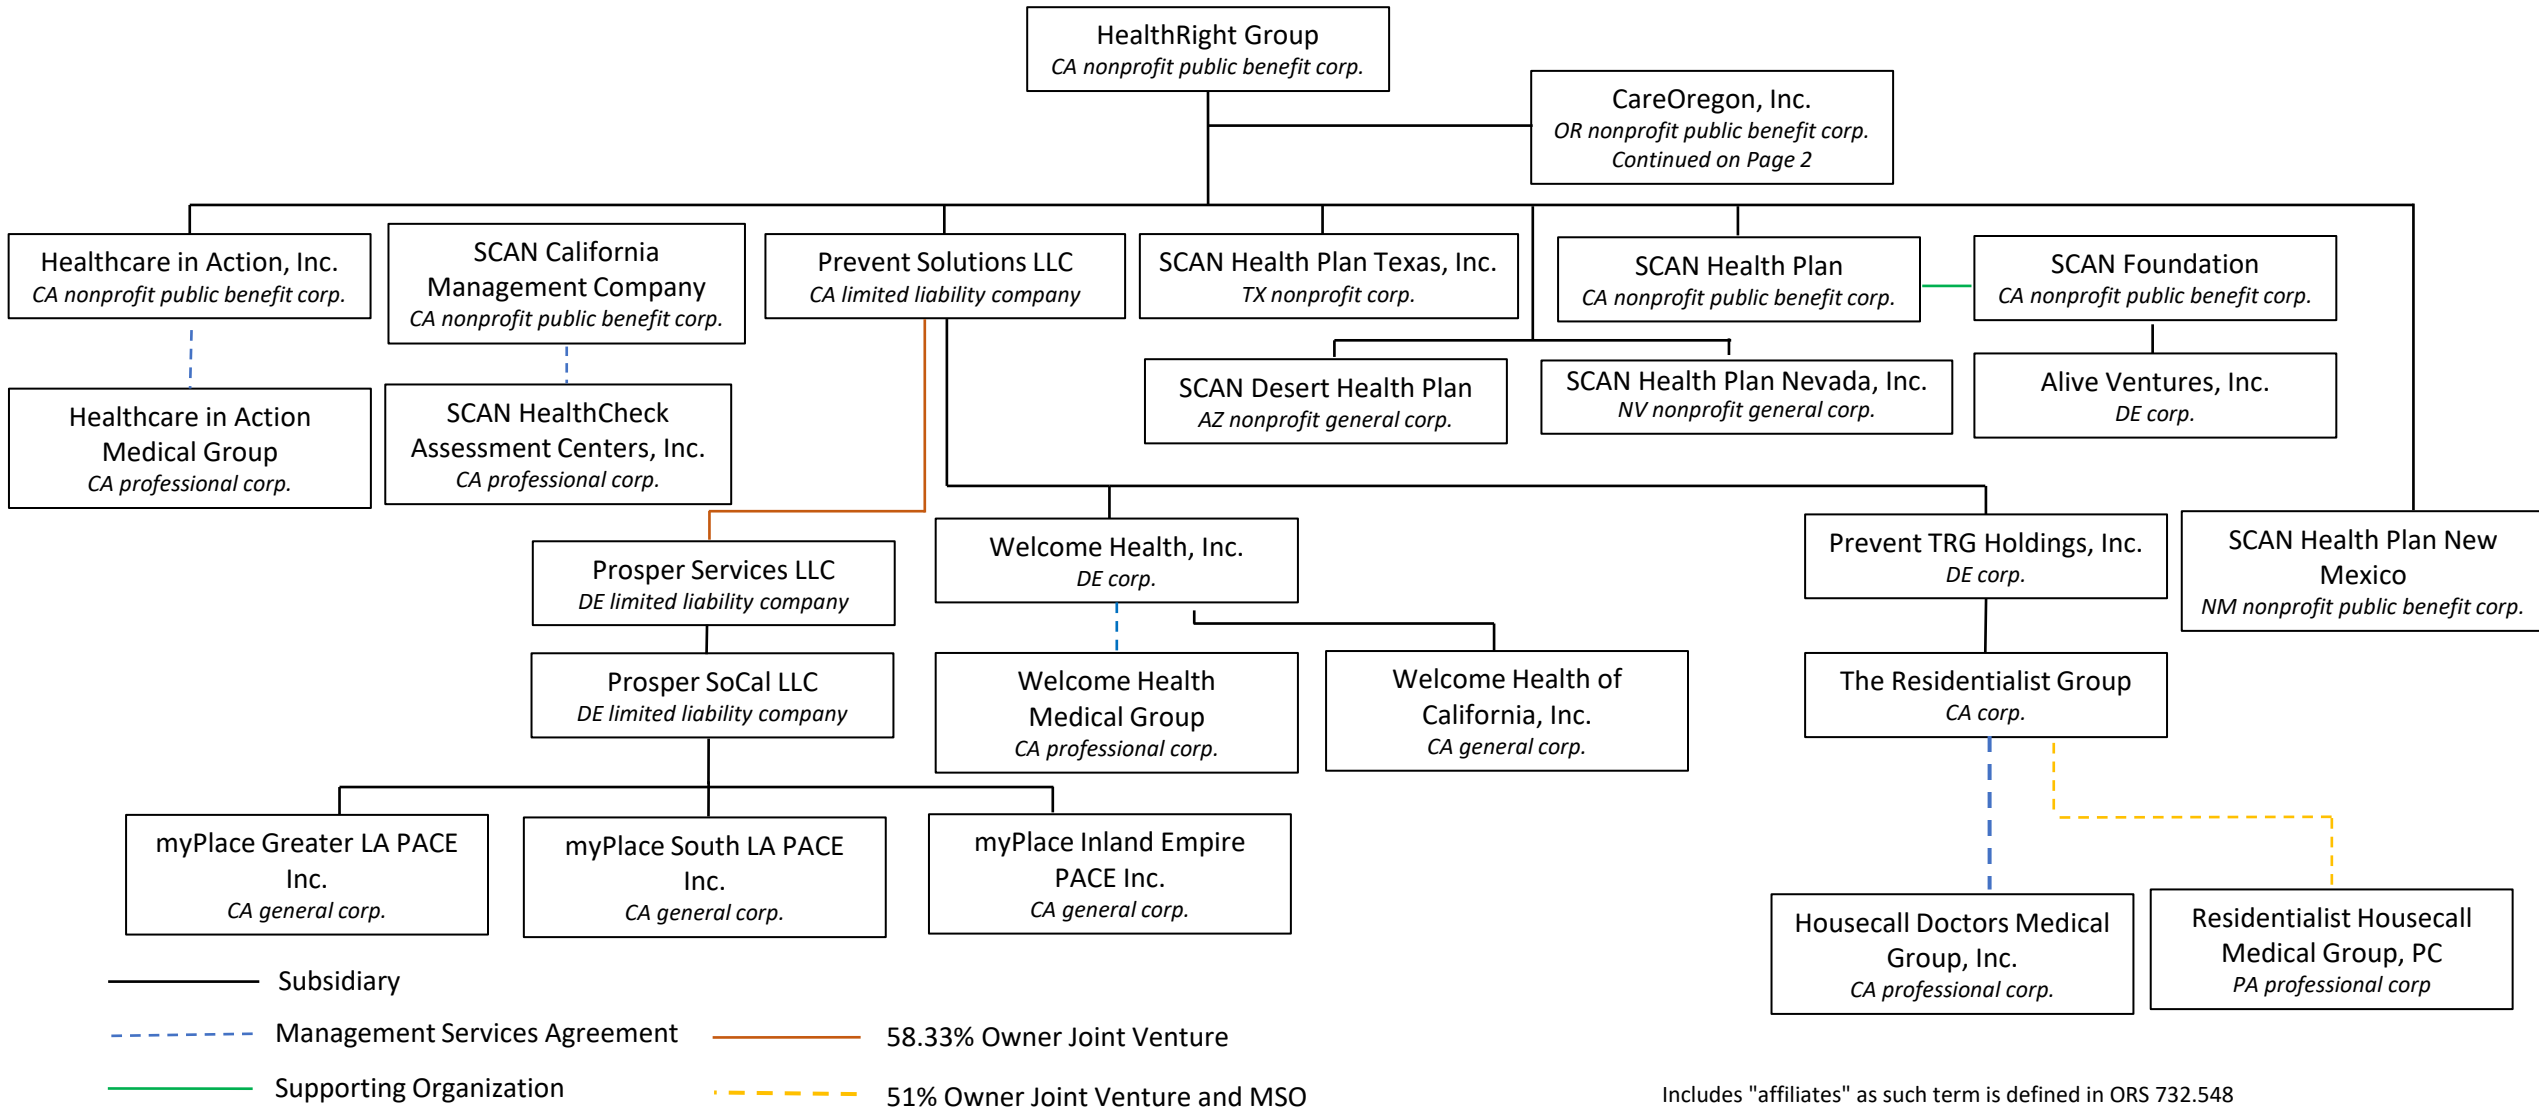 HealthRight Group
CA nonprofit public benefit corp.
CareOregon, Inc.
OR nonprofit public benefit corp.
Continued on Page 2
Healthcare in Action, Inc.
CA nonprofit public benefit corp.
SCAN California
Management Company
CA nonprofit public benefit corp.
Prevent Solutions LLC
CA limited liability company
SCAN Health Plan Texas, Inc.
TX nonprofit corp.
SCAN Health Plan
CA nonprofit public benefit corp.
SCAN Foundation
CA nonprofit public benefit corp.
Healthcare in Action
Medical Group
CA professional corp.
SCAN HealthCheck
Assessment Centers, Inc.
CA professional corp.
SCAN Desert Health Plan
AZ nonprofit general corp.
SCAN Health Plan Nevada, Inc.
NV nonprofit general corp.
Alive Ventures, Inc.
DE corp.
Prosper Services LLC
DE limited liability company
Welcome Health, Inc.
DE corp.
Prevent TRG Holdings, Inc.
DE corp.
SCAN Health Plan New
Mexico
NM nonprofit public benefit corp.
Prosper SoCal LLC
DE limited liability company
Welcome Health
Medical Group
CA professional corp.
Welcome Health of
California, Inc.
CA general corp.
The Residentialist Group
CA corp.
myPlace Greater LA PACE
Inc.
CA general corp.
myPlace South LA PACE
Inc.
CA general corp.
myPlace Inland Empire
PACE Inc.
CA general corp.
Housecall Doctors Medical
Group, Inc.
CA professional corp.
Residentialist Housecall
Medical Group, PC
PA professional corp
Subsidiary
Management Services Agreement
58.33% Owner Joint Venture
Supporting Organization
51% Owner Joint Venture and MSO
Includes "affiliates" as such term is defined in ORS 732.548